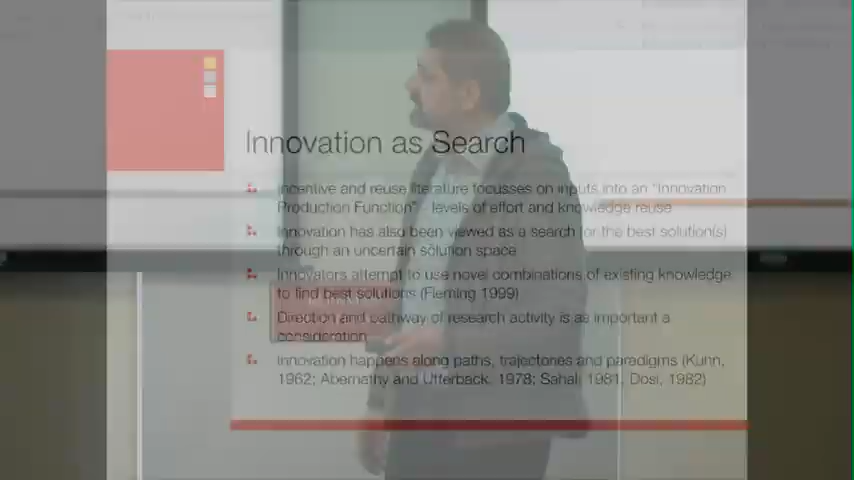 Innovation as Search
Incentive and reuse literature focusses on inputs into an "Innovation
Production Function" - levels of effort and knowledge reuse
Innovation has also been viewed as a search for the best solution(s)
through an uncertain solution space
Innovators attempt to use novel combinations of existing knowledge
to find best solutions (Fleming 1999)
Direction and pathway of research activity is as important a
consideration
Innovation happens along paths, trajectories and paradigms (Kuhn,
1962; Abernathy and Utterback, 1978; Sahal, 1981, Dosi, 1982)